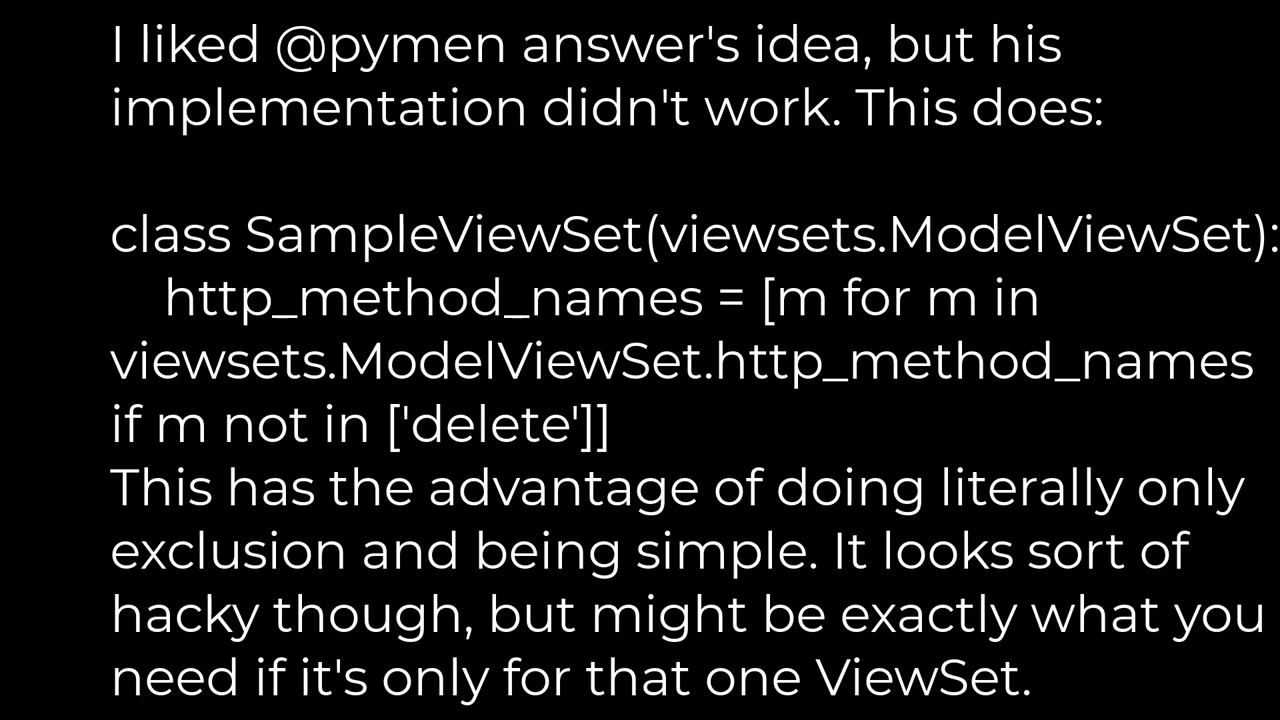 I liked @pymen answer's idea, but his
implementation didn't work. This does:
class SampleViewSet(viewsets.ModelViewSet):
    http_method_names = [m for m in
viewsets.ModelViewSet.http_method_names
if m not in ['delete']]
This has the advantage of doing literally only
exclusion and being simple. It looks sort of
hacky though, but might be exactly what you
need if it's only for that one ViewSet.